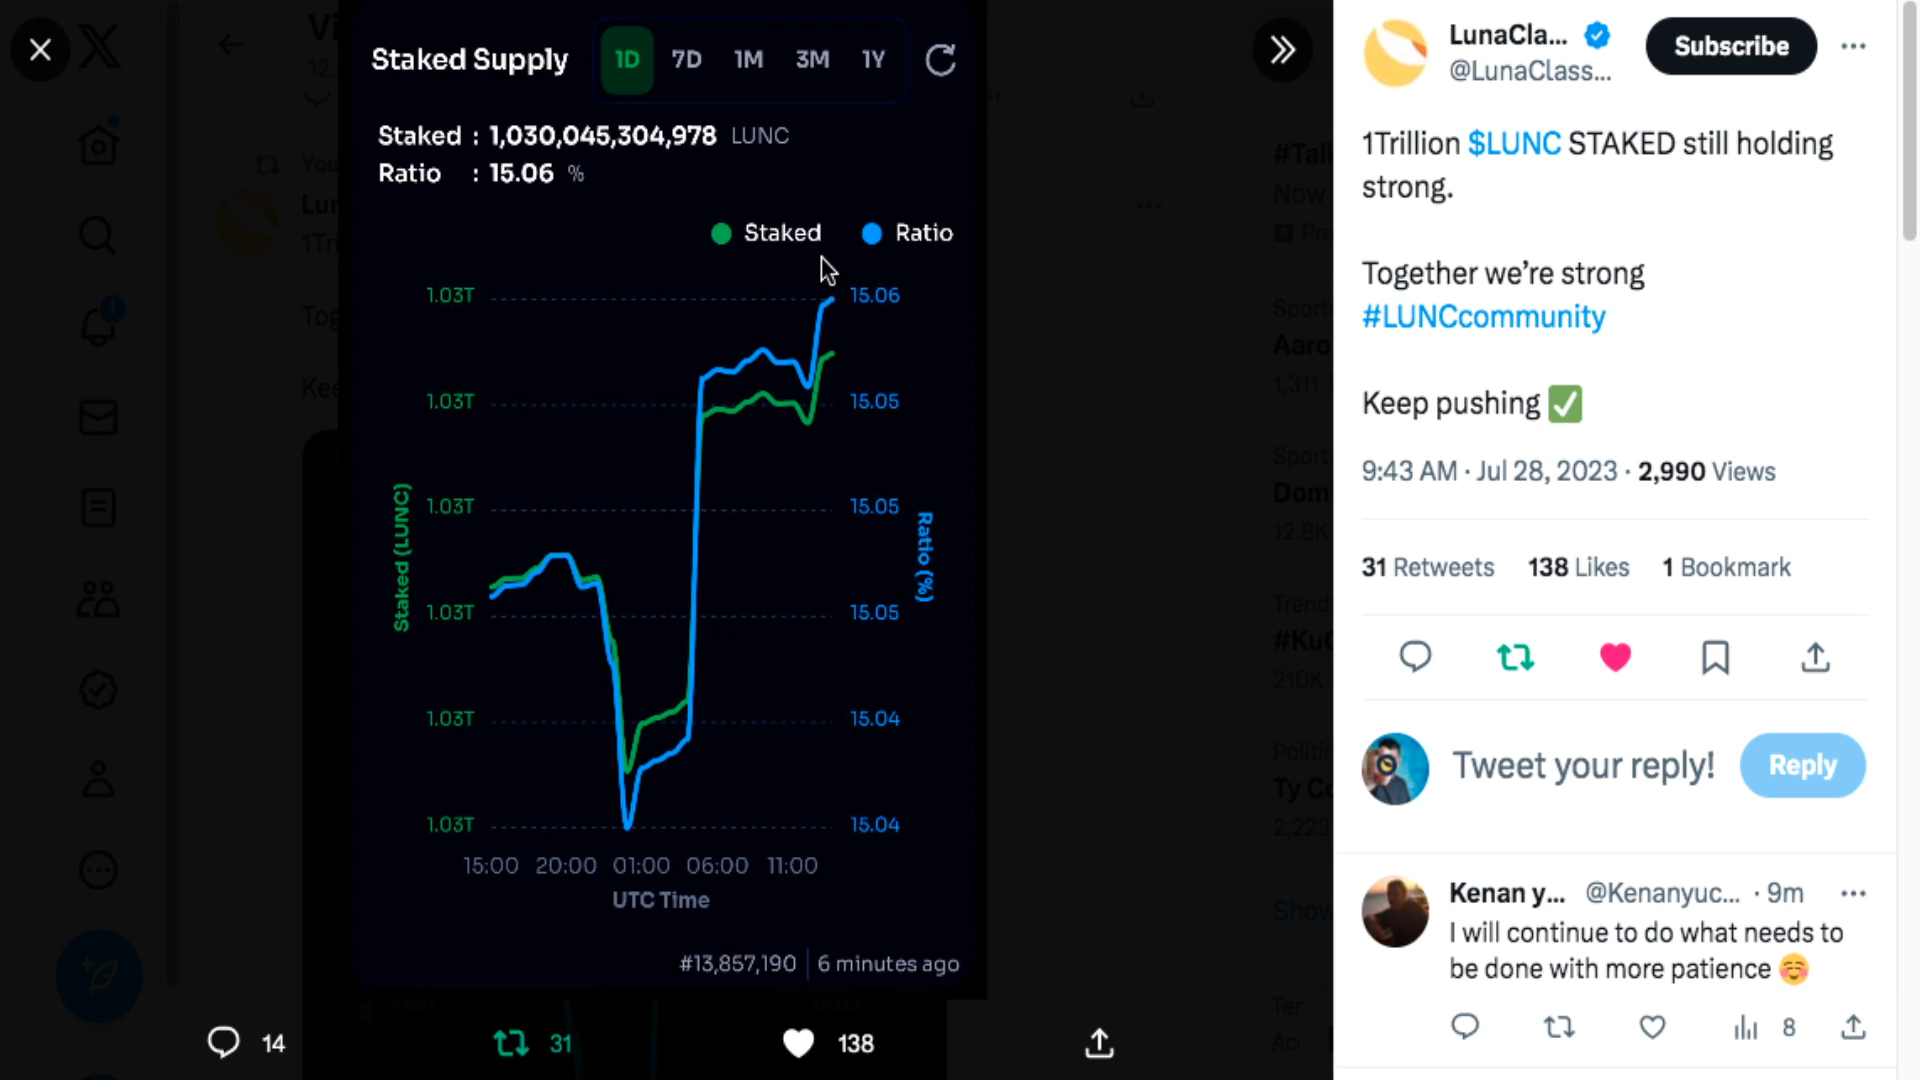 Staked Supply
1D 7D 1M 3M 1Y
Staked : 1,030,045,304,978 LUNC
Ratio : 15.06 %
Staked Ratio
1.03T
1.03T
1.03T
1.03T
1.03T
1.03T
Staked (LUNC)
15.06
15.05
15.05
15.05
15.04
15.04
Ratio (%)
15:00 20:00 01:00 06:00 11:00
UTC Time
#13,857,190 | 6 minutes ago
14 31 138
LunaCla...
@LunaClass...
Subscribe
1Trillion $LUNC STAKED still holding
strong.
Together we’re strong
#LUNCcommunity
Keep pushing ✅
9:43 AM · Jul 28, 2023 · 2,990 Views
31 Retweets 138 Likes 1 Bookmark
Tweet your reply!
Reply
Kenan y... @Kenanyuc... · 9m
I will continue to do what needs to
be done with more patience ☺️
8